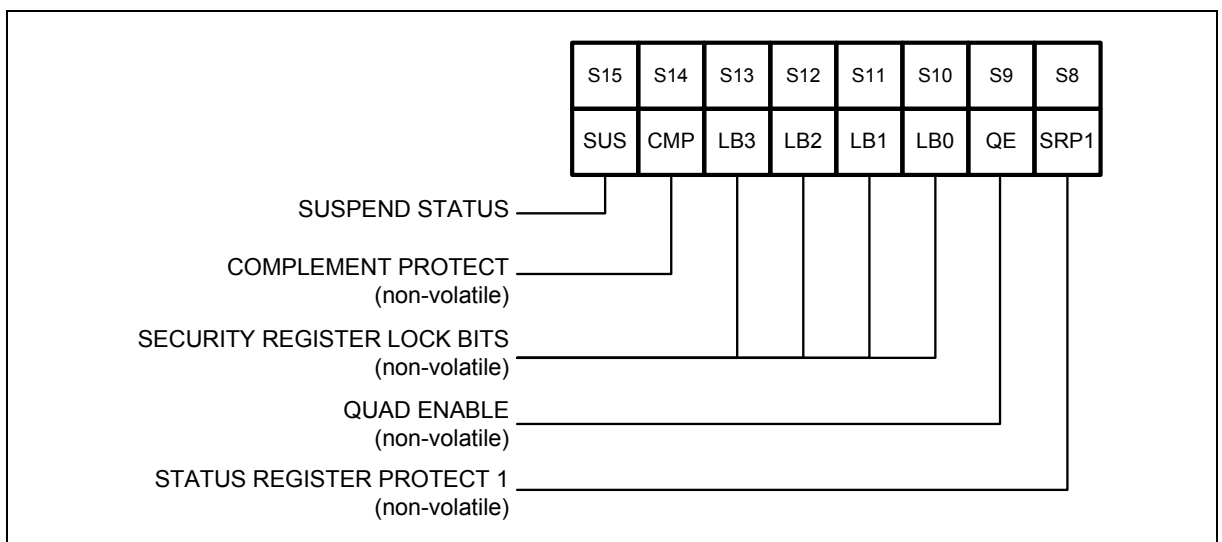 S15 S14 S13 S12 S11 S10 S9 S8
SUS CMP LB3 LB2 LB1 LB0 QE SRP1
SUSPEND STATUS
COMPLEMENT PROTECT
(non-volatile)
SECURITY REGISTER LOCK BITS
(non-volatile)
QUAD ENABLE
(non-volatile)
STATUS REGISTER PROTECT 1
(non-volatile)